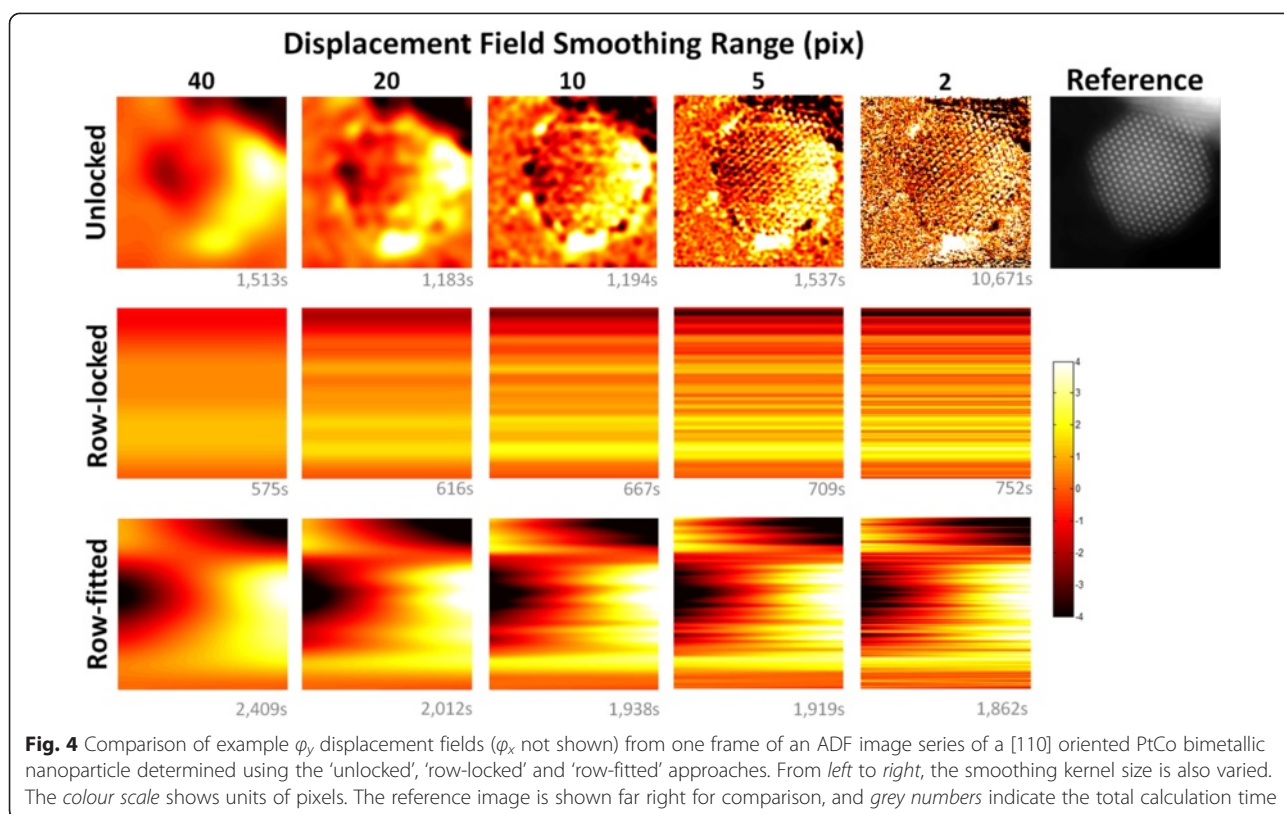 Displacement Field Smoothing Range (pix)
40 20 10 5 2 Reference
Unlocked
1,513s 1,183s 1,194s 1,537s 10,671s
Row-locked
575s 616s 667s 709s 752s
4
3
2
1
0
-1
-2
-3
-4
Row-fitted
2,409s 2,012s 1,938s 1,919s 1,862s
Fig. 4 Comparison of example φy displacement fields (φx not shown) from one frame of an ADF image series of a [110] oriented PtCo bimetallic
nanoparticle determined using the ‘unlocked’, ‘row-locked’ and ‘row-fitted’ approaches. From left to right, the smoothing kernel size is also varied.
The colour scale shows units of pixels. The reference image is shown far right for comparison, and grey numbers indicate the total calculation time